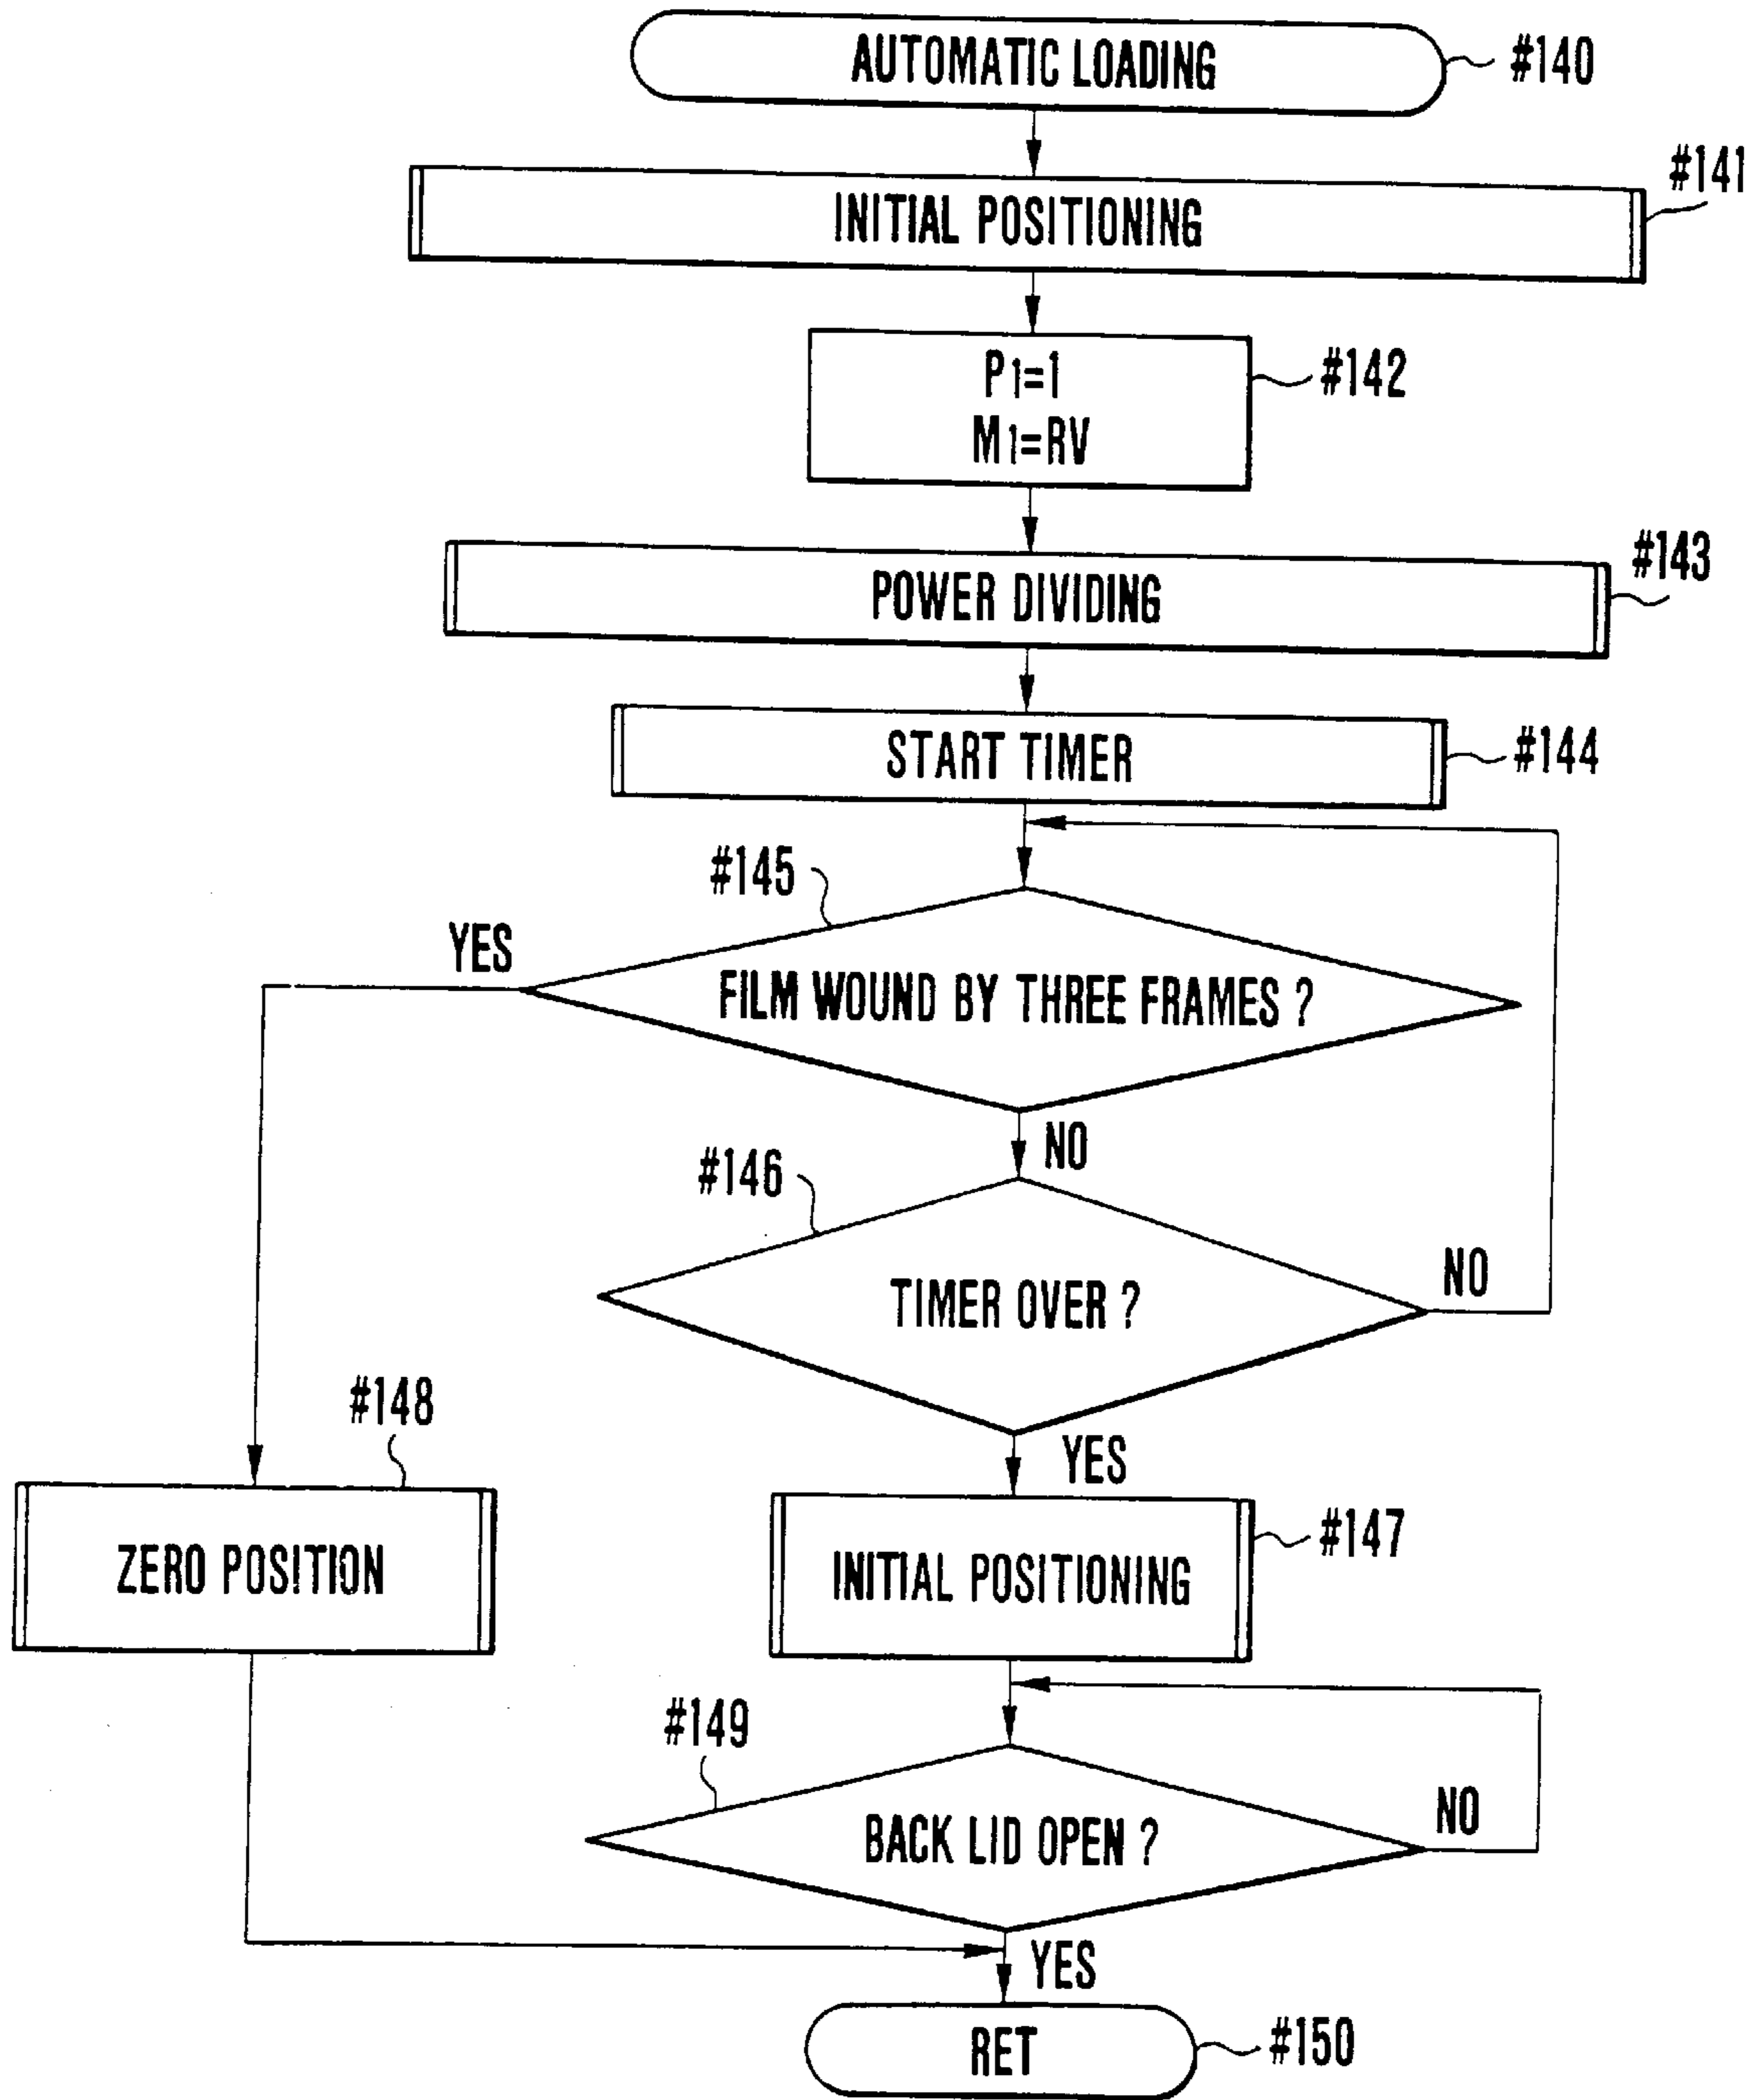 AUTOMATIC LOADING
#140
INITIAL POSITIONING
#141
P1=1
M1=RV
#142
POWER DIVIDING
#143
START TIMER
#144
#145
YES
FILM WOUND BY THREE FRAMES ?
NO
#146
TIMER OVER ?
NO
YES
#148
ZERO POSITION
INITIAL POSITIONING
#147
#149
BACK LID OPEN ?
NO
YES
RET
#150